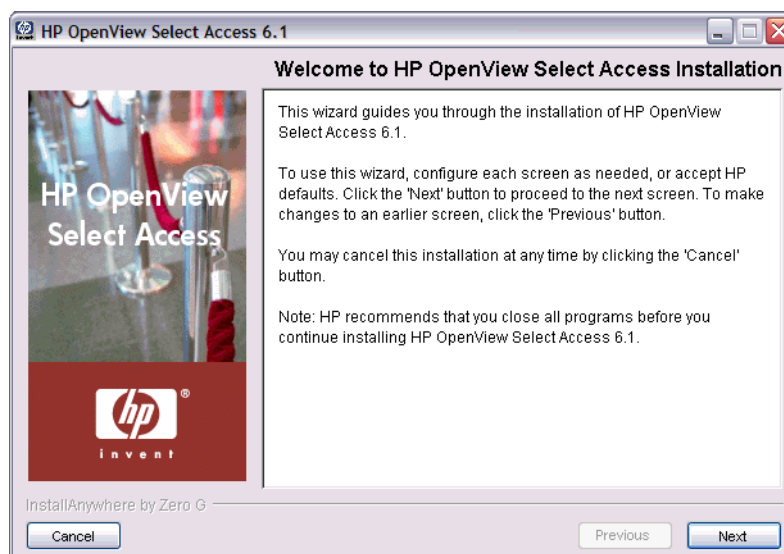 HP OpenView Select Access 6.1
Welcome to HP OpenView Select Access Installation
HP OpenView
Select Access
hp
®
invent
This wizard guides you through the installation of HP OpenView
Select Access 6.1.
To use this wizard, configure each screen as needed, or accept HP
defaults. Click the 'Next' button to proceed to the next screen. To make
changes to an earlier screen, click the 'Previous' button.
You may cancel this installation at any time by clicking the 'Cancel'
button.
Note: HP recommends that you close all programs before you
continue installing HP OpenView Select Access 6.1.
InstallAnywhere by Zero G
Cancel
Previous
Next